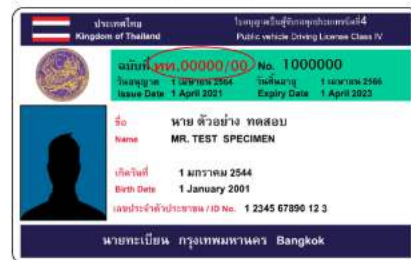 ประเทศไทย
Kingdom of Thailand
ใบอนุญาตเป็นผู้ขับรถทุกประเภทชนิดที่4
Public vehicle Driving License Class IV
ฉบับที่ ทท.00000/00 No. 1000000
วันอนุญาต 1 เมษายน 2564 วันสิ้นอายุ 1 เมษายน 2566
Issue Date 1 April 2021 Expiry Date 1 April 2023
ชื่อ นาย ตัวอย่าง ทดสอบ
Name MR. TEST SPECIMEN
เกิดวันที่ 1 มกราคม 2544
Birth Date 1 January 2001
เลขประจำตัวประชาชน / ID No. 1 2345 67890 12 3
นายทะเบียน กรุงเทพมหานคร Bangkok